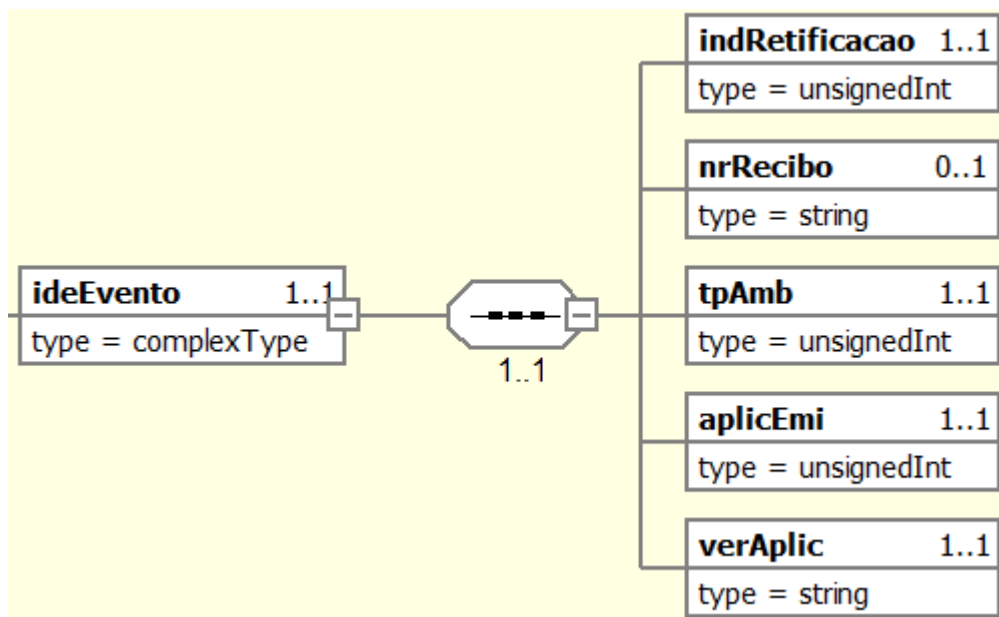 indRetificacao 1..1
type = unsignedInt
nrRecibo 0..1
type = string
ideEvento 1..1
type = complexType
1..1
tpAmb 1..1
type = unsignedInt
aplicEmi 1..1
type = unsignedInt
verAplic 1..1
type = string